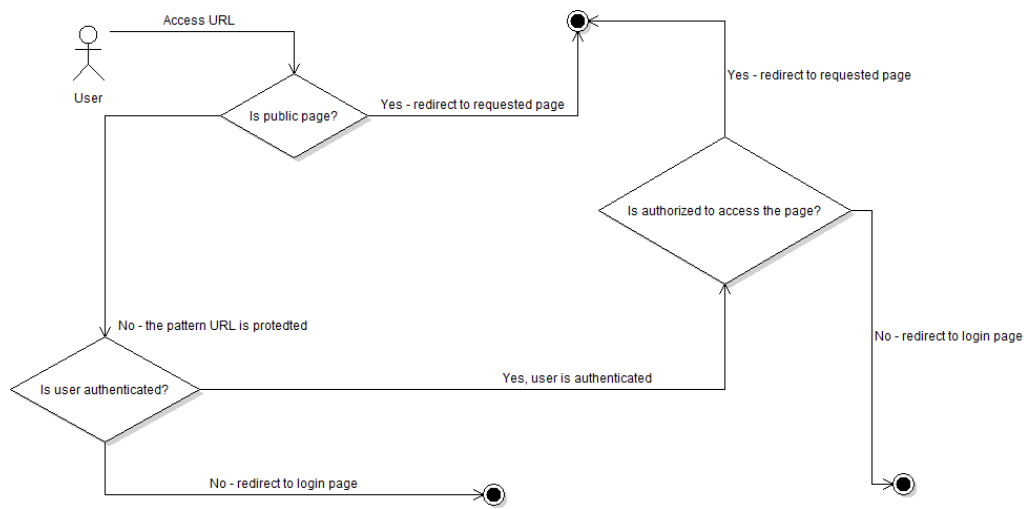 Access URL
User
Is public page?
Yes - redirect to requested page
Yes - redirect to requested page
Is authorized to access the page?
No - the pattern URL is protedted
No - redirect to login page
Is user authenticated?
Yes, user is authenticated
No - redirect to login page